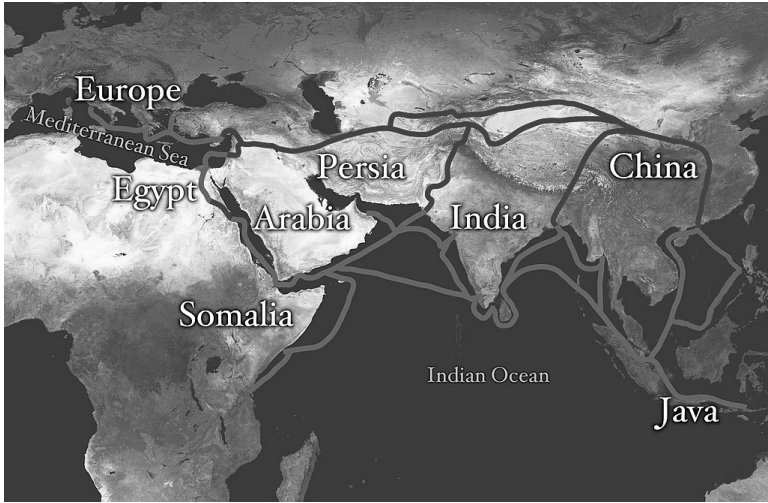 Europe
Mediterranean Sea
Egypt
Arabia
Persia
India
China
Somalia
Indian Ocean
Java